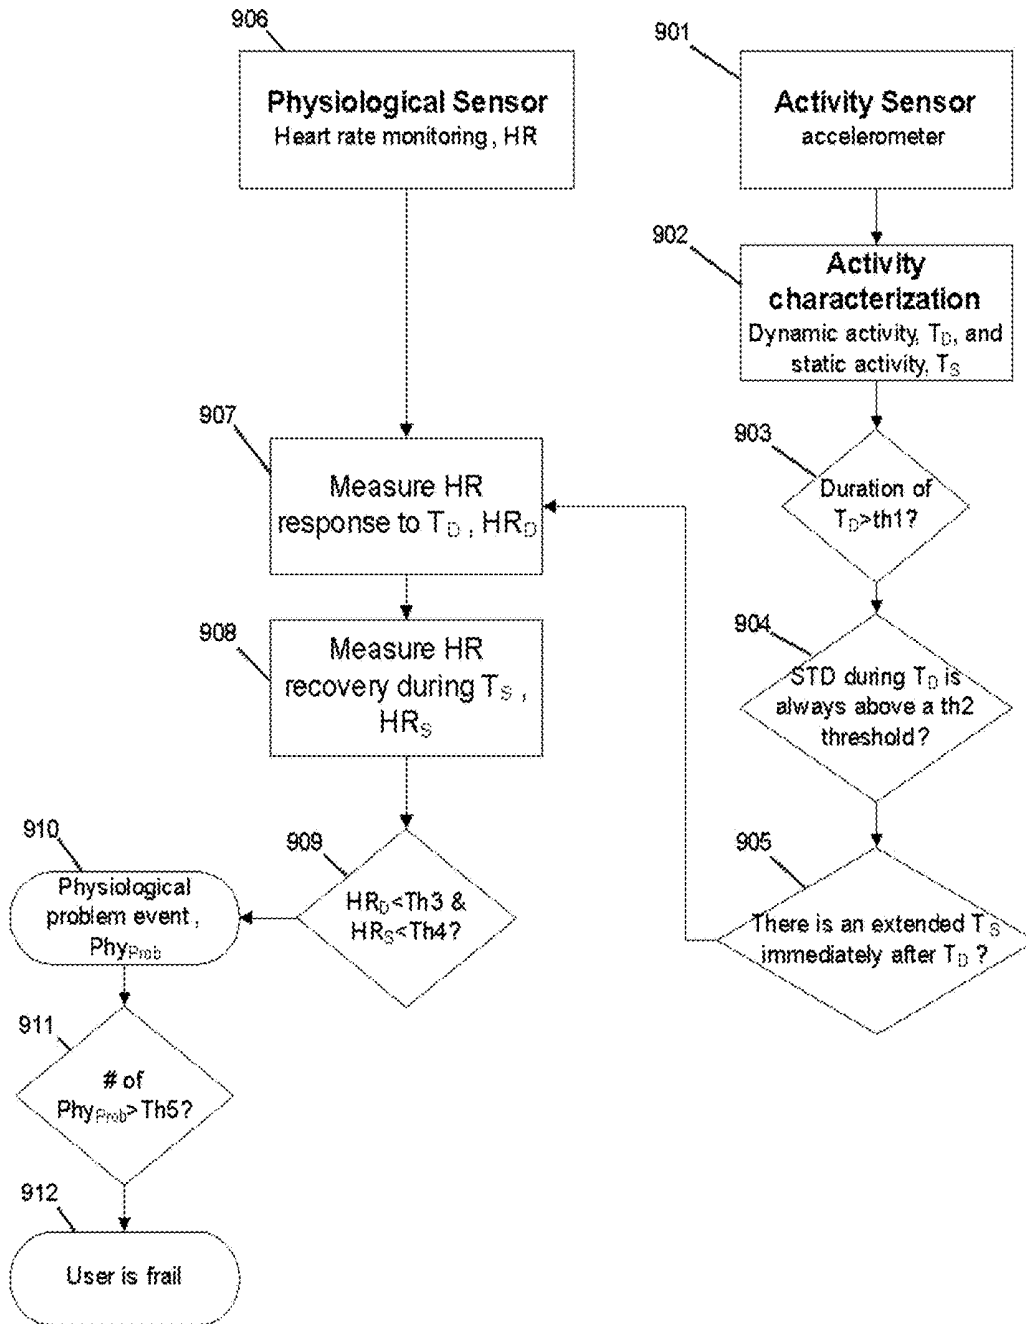 906
Physiological Sensor
Heart rate monitoring , HR
901
Activity Sensor
accelerometer
902
Activity
characterization
Dynamic activity, T_D, and
static activity, T_S
903
Duration of
T_D>th1?
904
STD during T_D is
always above a th2
threshold?
905
There is an extended T_S
immediately after T_D ?
907
Measure HR
response to T_D , HR_D
908
Measure HR
recovery during T_S ,
HR_S
909
HR_D<Th3 &
HR_S<Th4?
910
Physiological
problem event ,
Phy_Prob
911
# of
Phy_Prob>Th5?
912
User is frail